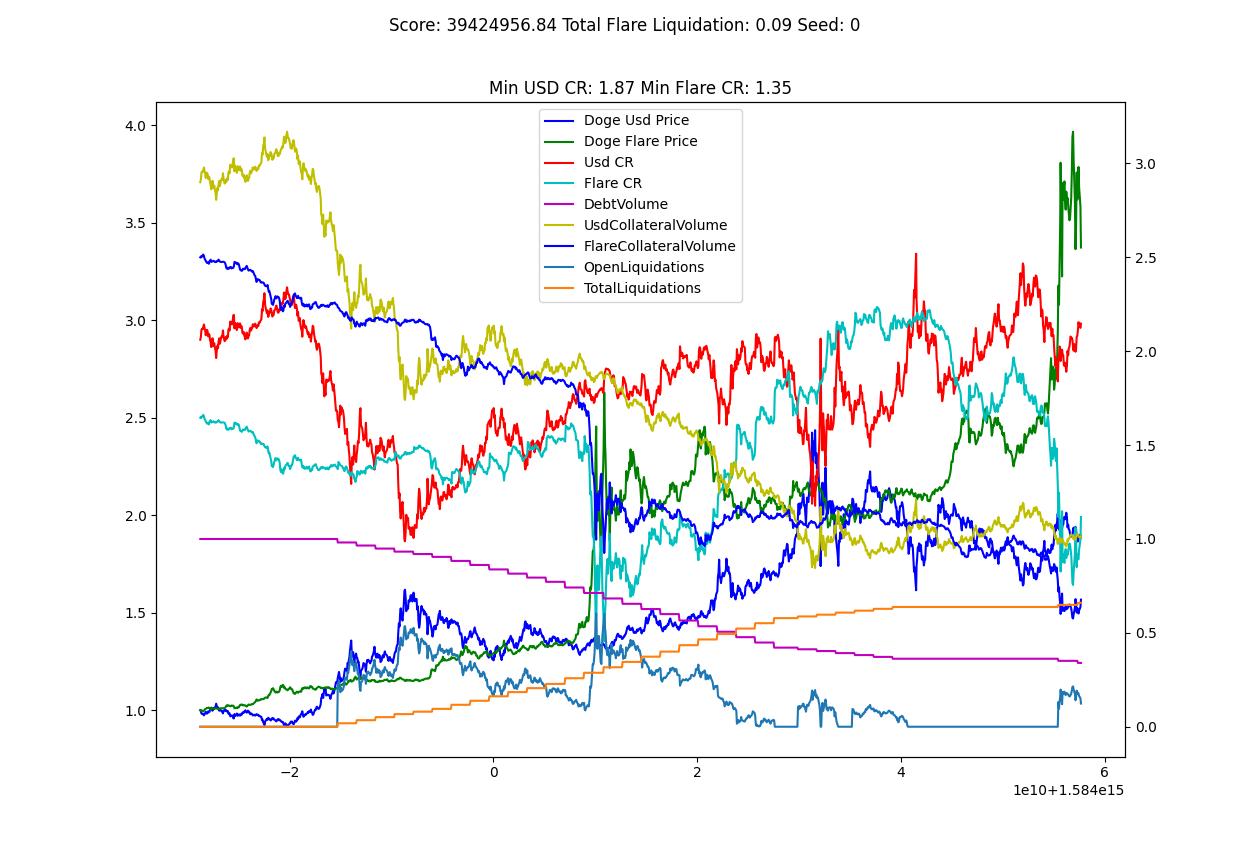 Score: 39424956.84 Total Flare Liquidation: 0.09 Seed: 0
Min USD CR: 1.87 Min Flare CR: 1.35
Doge Usd Price
Doge Flare Price
Usd CR
Flare CR
DebtVolume
UsdCollateralVolume
FlareCollateralVolume
OpenLiquidations
TotalLiquidations
4.0
3.5
3.0
2.5
2.0
1.5
1.0
3.0
2.5
2.0
1.5
1.0
0.5
0.0
−2 0 2 4 6
1e10+1.584e15